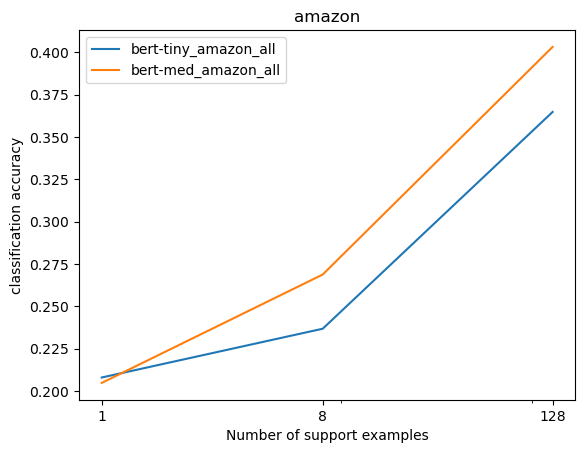 amazon
bert-tiny_amazon_all
bert-med_amazon_all
0.400
0.375
0.350
0.325
0.300
0.275
0.250
0.225
0.200
classification accuracy
1
8
128
Number of support examples